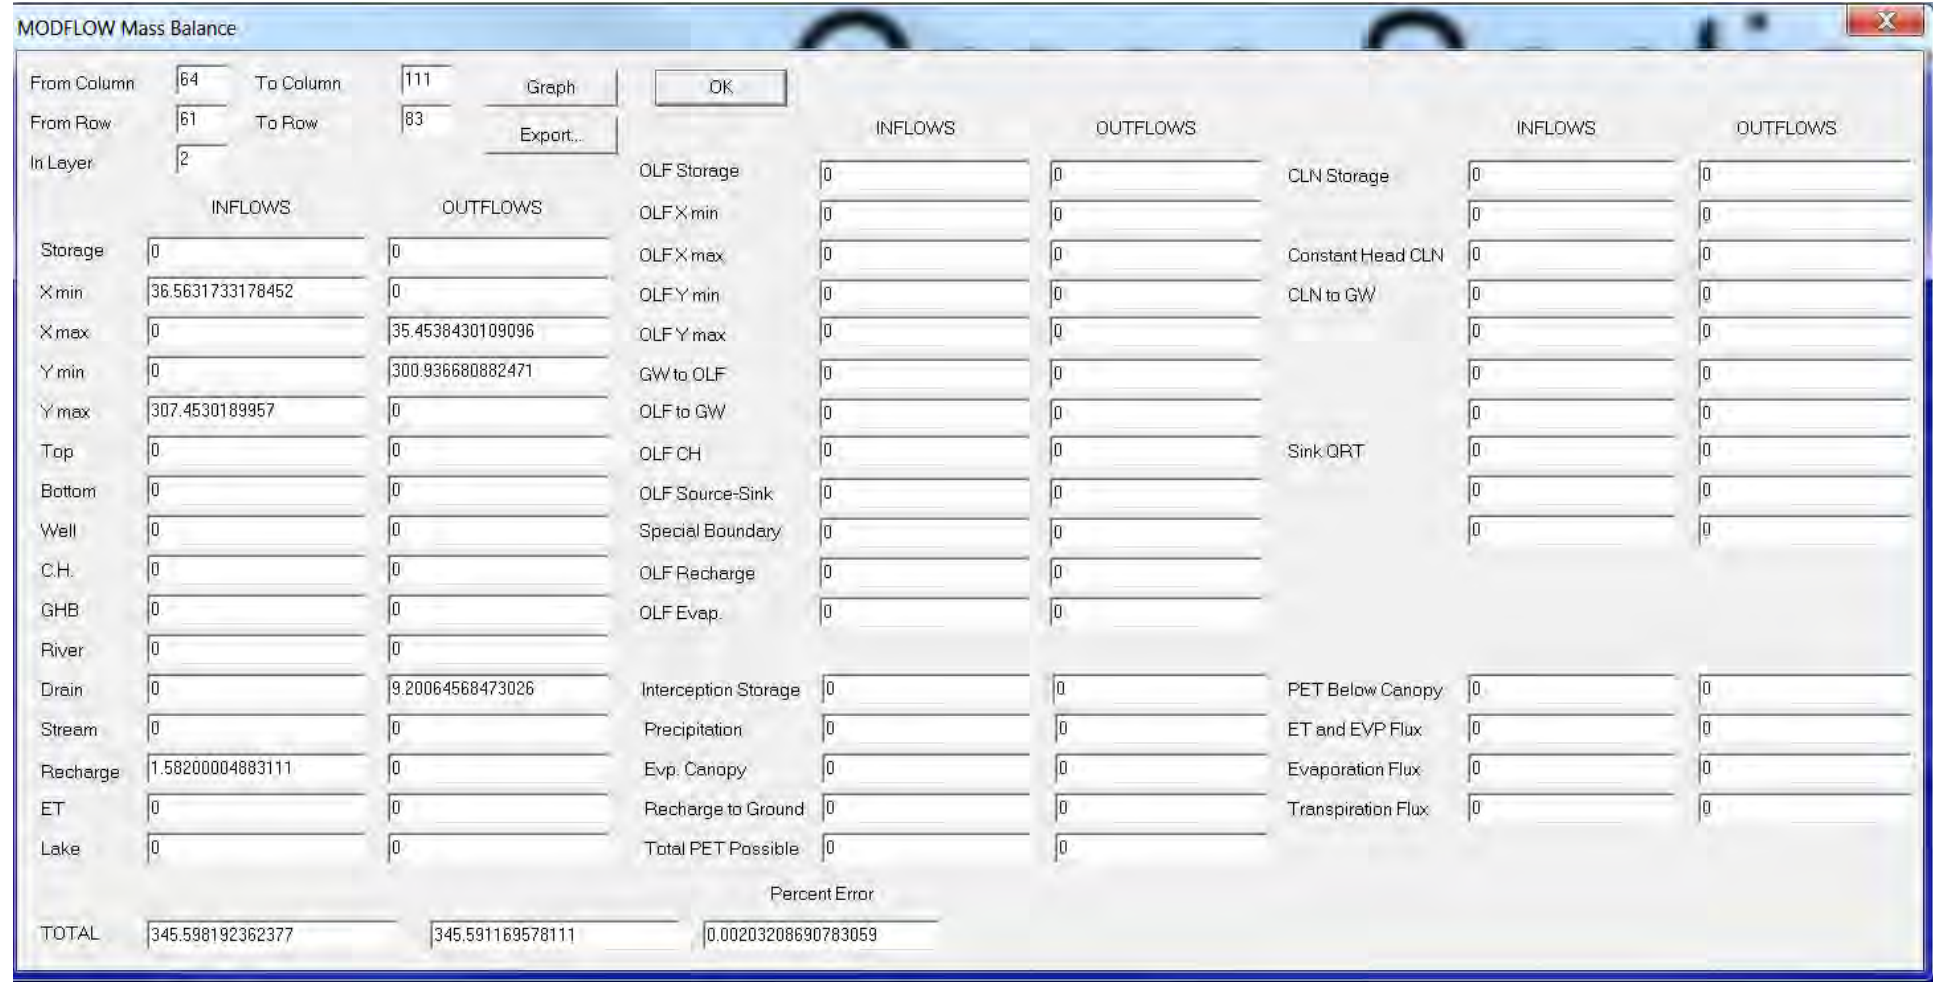 MODFLOW Mass Balance
X
From Column 64 To Column 111 Graph OK
From Row 61 To Row 83 Export...
In Layer 2
INFLOWS OUTFLOWS
Storage 0 0
X min 36.5631733178452 0
X max 0 35.4538430109096
Y min 0 300.936680882471
Y max 307.4530189957 0
Top 0 0
Bottom 0 0
Well 0 0
C.H. 0 0
GHB 0 0
River 0 0
Drain 0 9.20064568473026
Stream 0 0
Recharge 1.58200004883111 0
ET 0 0
Lake 0 0
INFLOWS OUTFLOWS
OLF Storage 0 0
OLF X min 0 0
OLF X max 0 0
OLF Y min 0 0
OLF Y max 0 0
GW to OLF 0 0
OLF to GW 0 0
OLF CH 0 0
OLF Source-Sink 0 0
Special Boundary 0 0
OLF Recharge 0 0
OLF Evap. 0 0
Interception Storage 0 0
Precipitation 0 0
Evp. Canopy 0 0
Recharge to Ground 0 0
Total PET Possible 0 0
INFLOWS OUTFLOWS
CLN Storage 0 0
0 0
Constant Head CLN 0 0
CLN to GW 0 0
0 0
0 0
0 0
Sink QRT 0 0
0 0
0 0
PET Below Canopy 0 0
ET and EVP Flux 0 0
Evaporation Flux 0 0
Transpiration Flux 0 0
Percent Error
TOTAL 345.598192362377 345.591169578111 0.00203208690783059